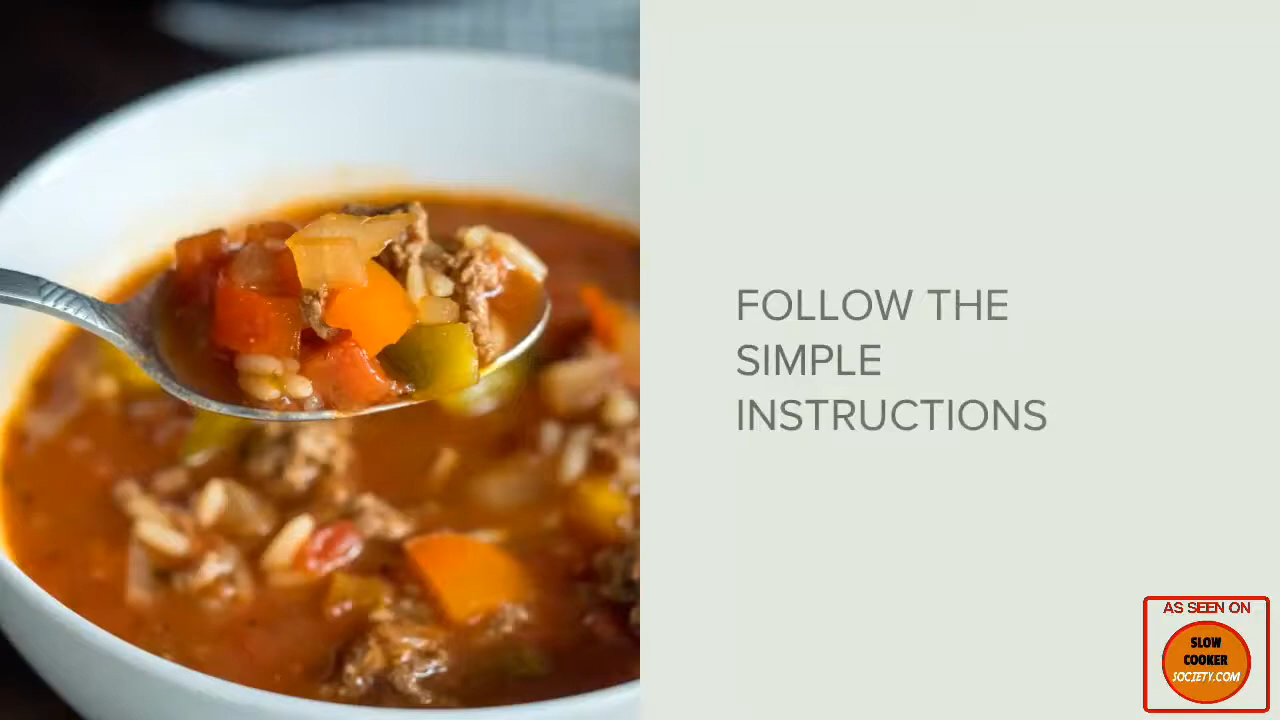 FOLLOW THE
SIMPLE
INSTRUCTIONS
AS SEEN ON
SLOW
COOKER
SOCIETY.COM